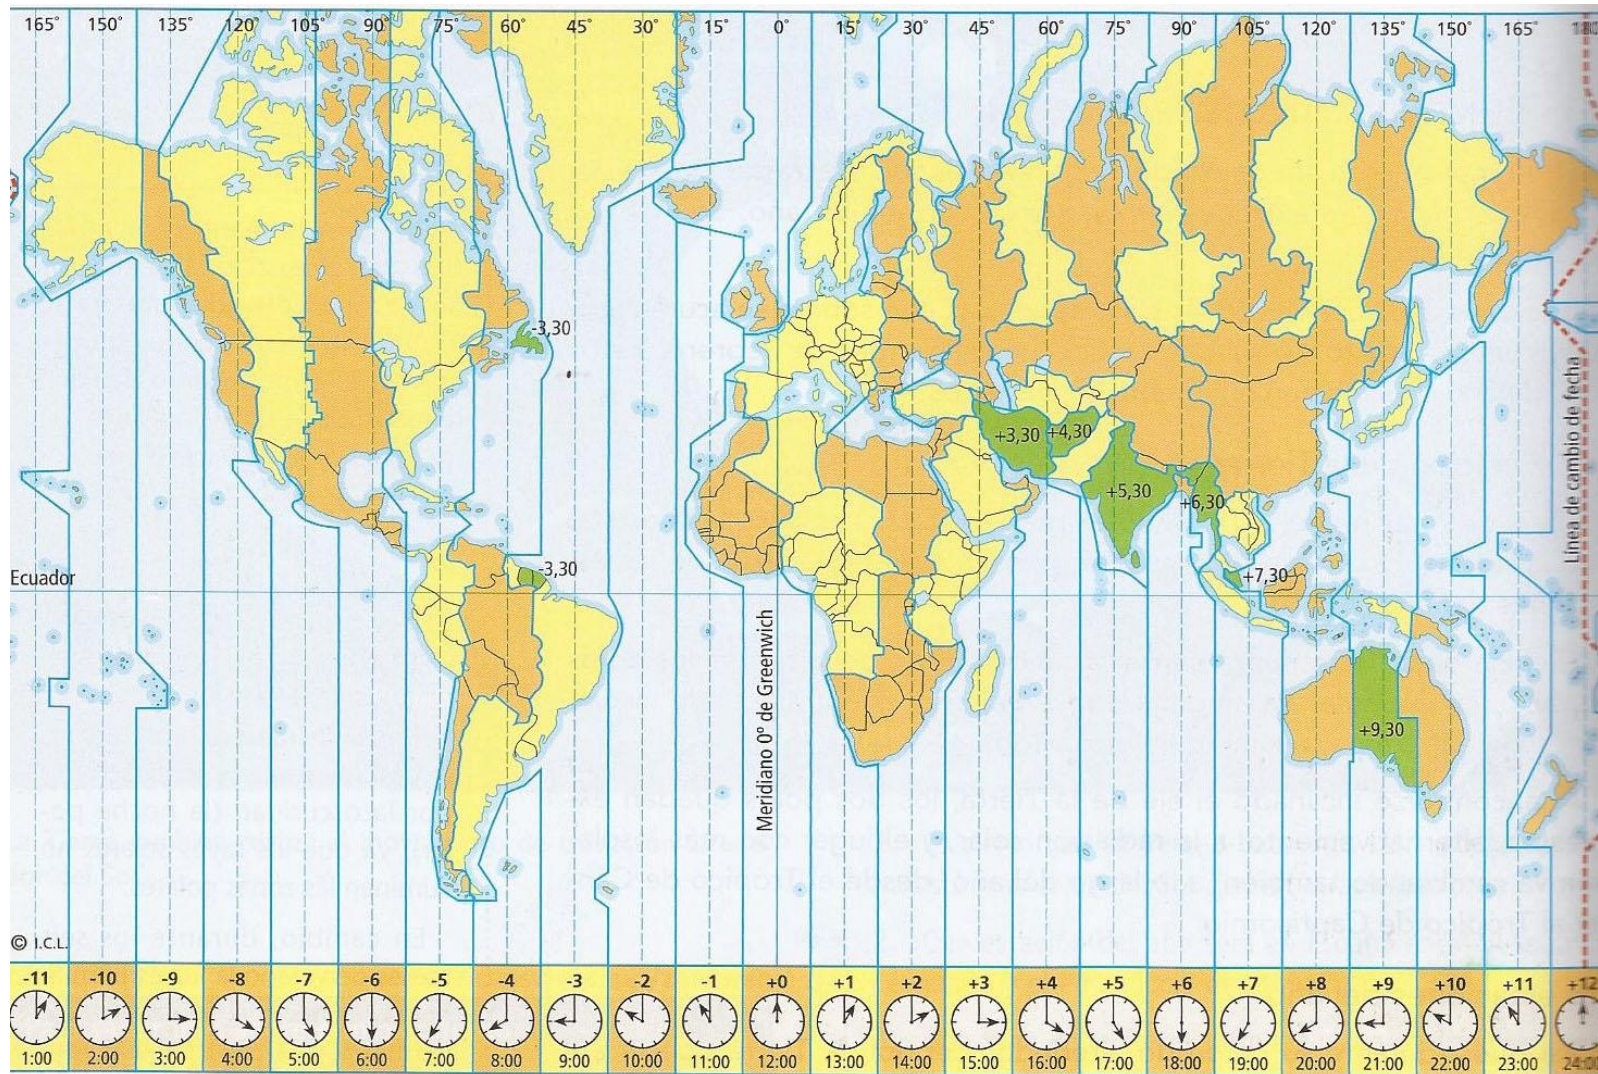 165° 150° 135° 120° 105° 90° 75° 60° 45° 30° 15° 0° 15° 30° 45° 60° 75° 90° 105° 120° 135° 150° 165° 180°
-3,30
+3,30 +4,30
+5,30
+6,30
-3,30
+7,30
Ecuador
+9,30
Meridiano 0° de Greenwich
Línea de cambio de fecha
© I.C.L.
-11 -10 -9 -8 -7 -6 -5 -4 -3 -2 -1 +0 +1 +2 +3 +4 +5 +6 +7 +8 +9 +10 +11 +12
1:00 2:00 3:00 4:00 5:00 6:00 7:00 8:00 9:00 10:00 11:00 12:00 13:00 14:00 15:00 16:00 17:00 18:00 19:00 20:00 21:00 22:00 23:00 24:00